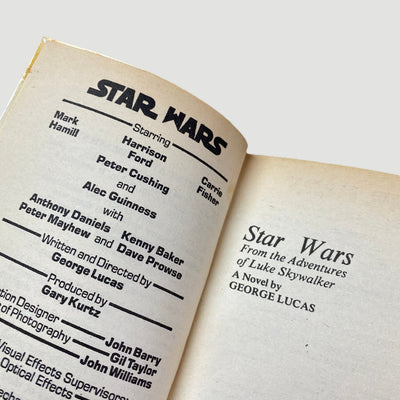 STAR WARS
Starring
Mark Hamill
Harrison Ford
Carrie Fisher
Peter Cushing
and
Alec Guinness
with
Anthony Daniels Kenny Baker
Peter Mayhew and Dave Prowse
Written and Directed by
George Lucas
Produced by
Gary Kurtz
Designer John Barry
of Photography Gil Taylor
John Williams
Visual Effects Supervisors
Optical Effects
Star Wars
From the Adventures
of Luke Skywalker
A Novel by
GEORGE LUCAS